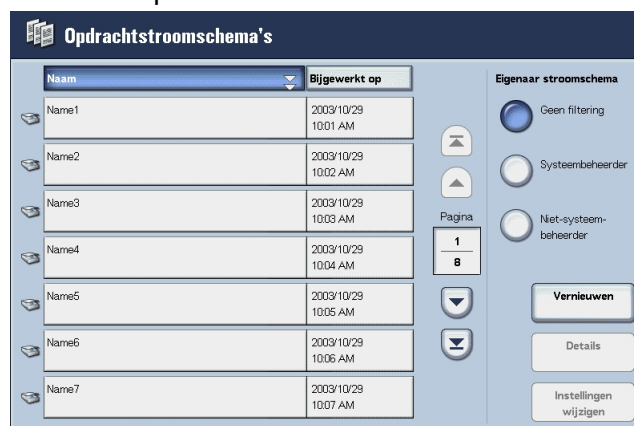 Opdrachtstroomschema's
Naam
Bijgewerkt op
Name1
2003/10/29
10:01 AM
Name2
2003/10/29
10:02 AM
Name3
2003/10/29
10:03 AM
Name4
2003/10/29
10:04 AM
Name5
2003/10/29
10:05 AM
Name6
2003/10/29
10:06 AM
Name7
2003/10/29
10:07 AM
Pagina
1
8
Eigenaar stroomschema
Geen filtering
Systeembeheerder
Niet-systeem-
beheerder
Vernieuwen
Details
Instellingen
wijzigen